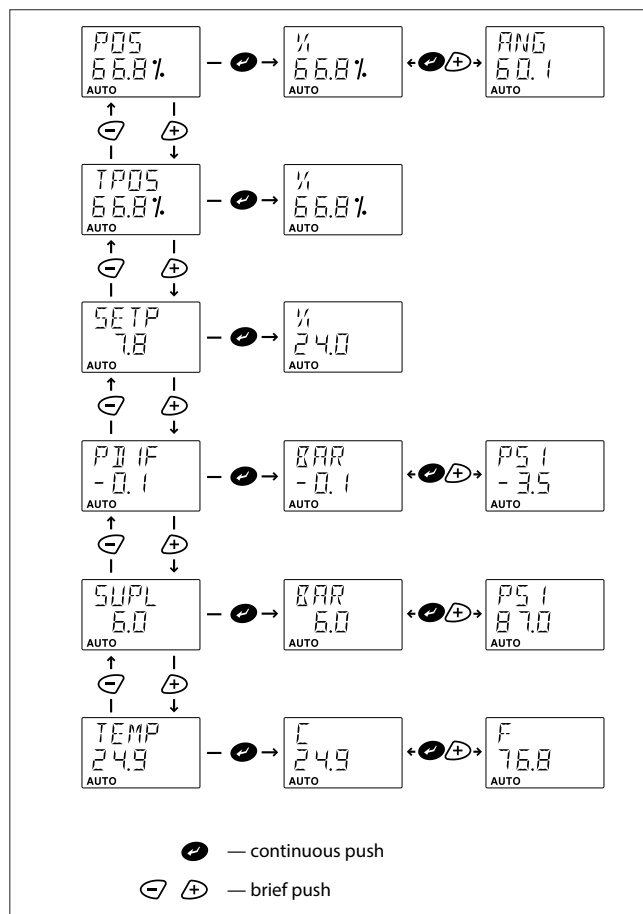 POS
66.8%
AUTO
%
66.8%
AUTO
ANG
60.1
AUTO
TPOS
66.8%
AUTO
%
66.8%
AUTO
SETP
7.8
AUTO
%
24.0
AUTO
PDIF
-0.1
AUTO
BAR
-0.1
AUTO
PSI
-3.5
AUTO
SUPL
6.0
AUTO
BAR
6.0
AUTO
PSI
87.0
AUTO
TEMP
24.9
AUTO
C
24.9
AUTO
F
76.8
AUTO
— continuous push
— brief push